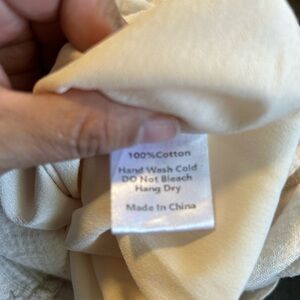 100%Cotton
Hand Wash Cold
DO Not Bleach
Hang Dry
Made In China